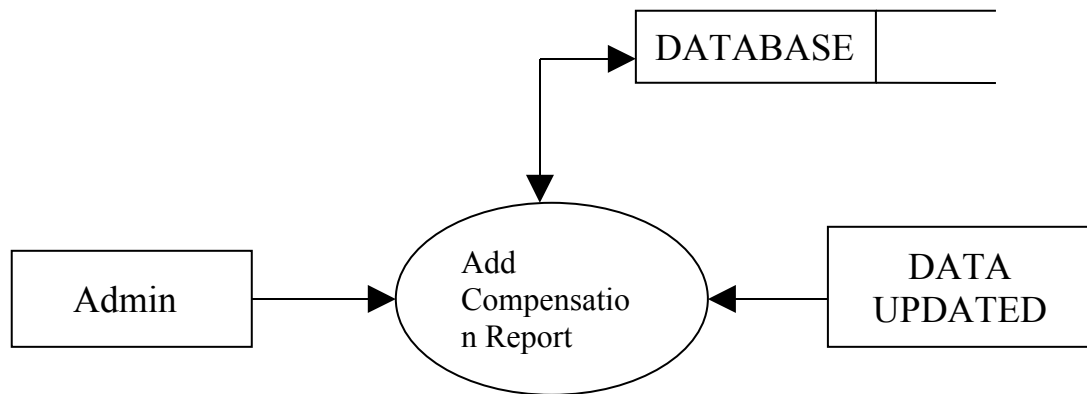 DATABASE
Admin
Add
Compensatio
n Report
DATA
UPDATED